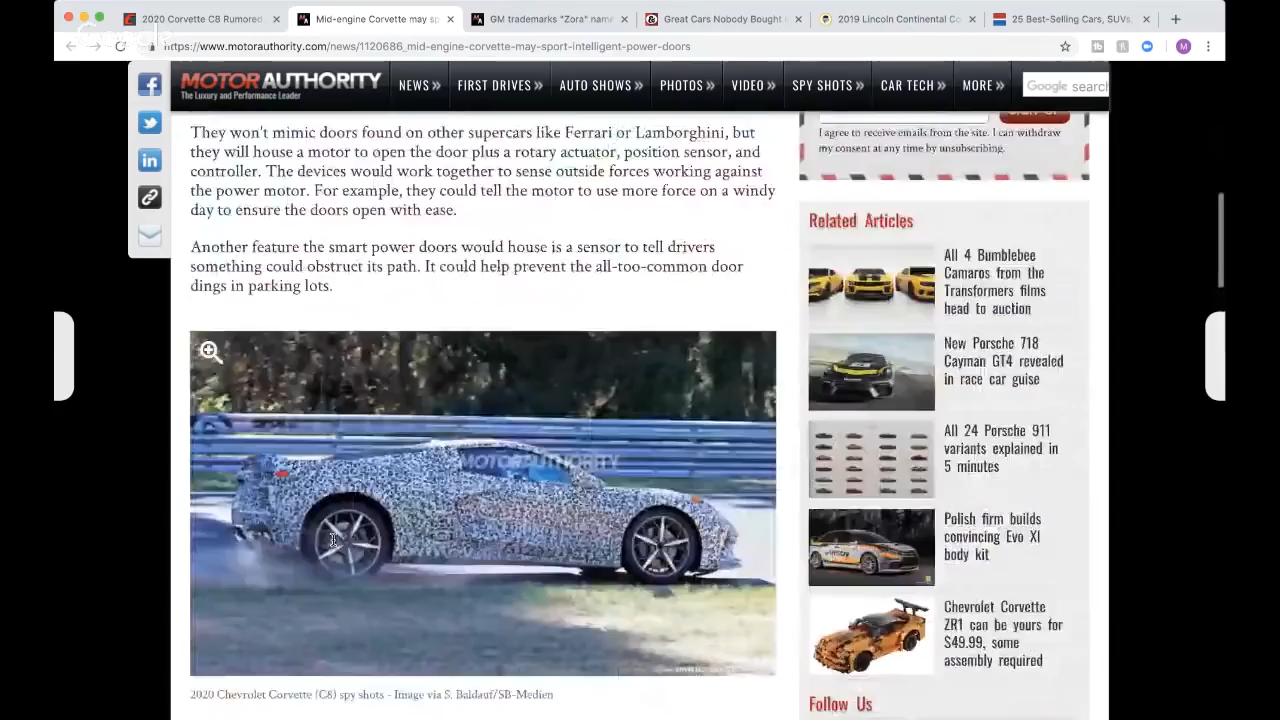 2020 Corvette C8 Rumored
Mid-engine Corvette may sp
GM trademarks "Zora" name
Great Cars Nobody Bought
2019 Lincoln Continental Co
25 Best-Selling Cars, SUVs,
https://www.motorauthority.com/news/1120686_mid-engine-corvette-may-sport-intelligent-power-doors
M
MOTOR AUTHORITY
The Luxury and Performance Leader
NEWS»
FIRST DRIVES»
AUTO SHOWS»
PHOTOS»
VIDEO»
SPY SHOTS»
CAR TECH»
MORE»
Google search
They won't mimic doors found on other supercars like Ferrari or Lamborghini, but
they will house a motor to open the door plus a rotary actuator, position sensor, and
controller. The devices would work together to sense outside forces working against
the power motor. For example, they could tell the motor to use more force on a windy
day to ensure the doors open with ease.
Another feature the smart power doors would house is a sensor to tell drivers
something could obstruct its path. It could help prevent the all-too-common door
dings in parking lots.
MOTOR AUTHORITY
2020 Chevrolet Corvette (C8) spy shots - Image via S. Baldauf/SB-Medien
I agree to receive emails from the site. I can withdraw
my consent at any time by unsubscribing.
Related Articles
All 4 Bumblebee
Camaros from the
Transformers films
head to auction
New Porsche 718
Cayman GT4 revealed
in race car guise
All 24 Porsche 911
variants explained in
5 minutes
Polish firm builds
convincing Evo XI
body kit
Chevrolet Corvette
ZR1 can be yours for
$49.99, some
assembly required
Follow Us